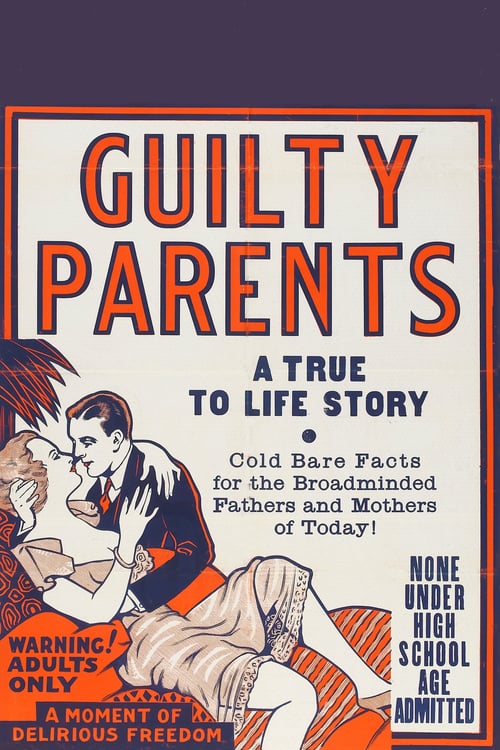 GUILTY
PARENTS
A TRUE
TO LIFE STORY
Cold Bare Facts
for the Broadminded
Fathers and Mothers
of Today!
NONE
UNDER
HIGH
SCHOOL
AGE
ADMITTED
WARNING!
ADULTS
ONLY
A MOMENT OF
DELIRIOUS FREEDOM